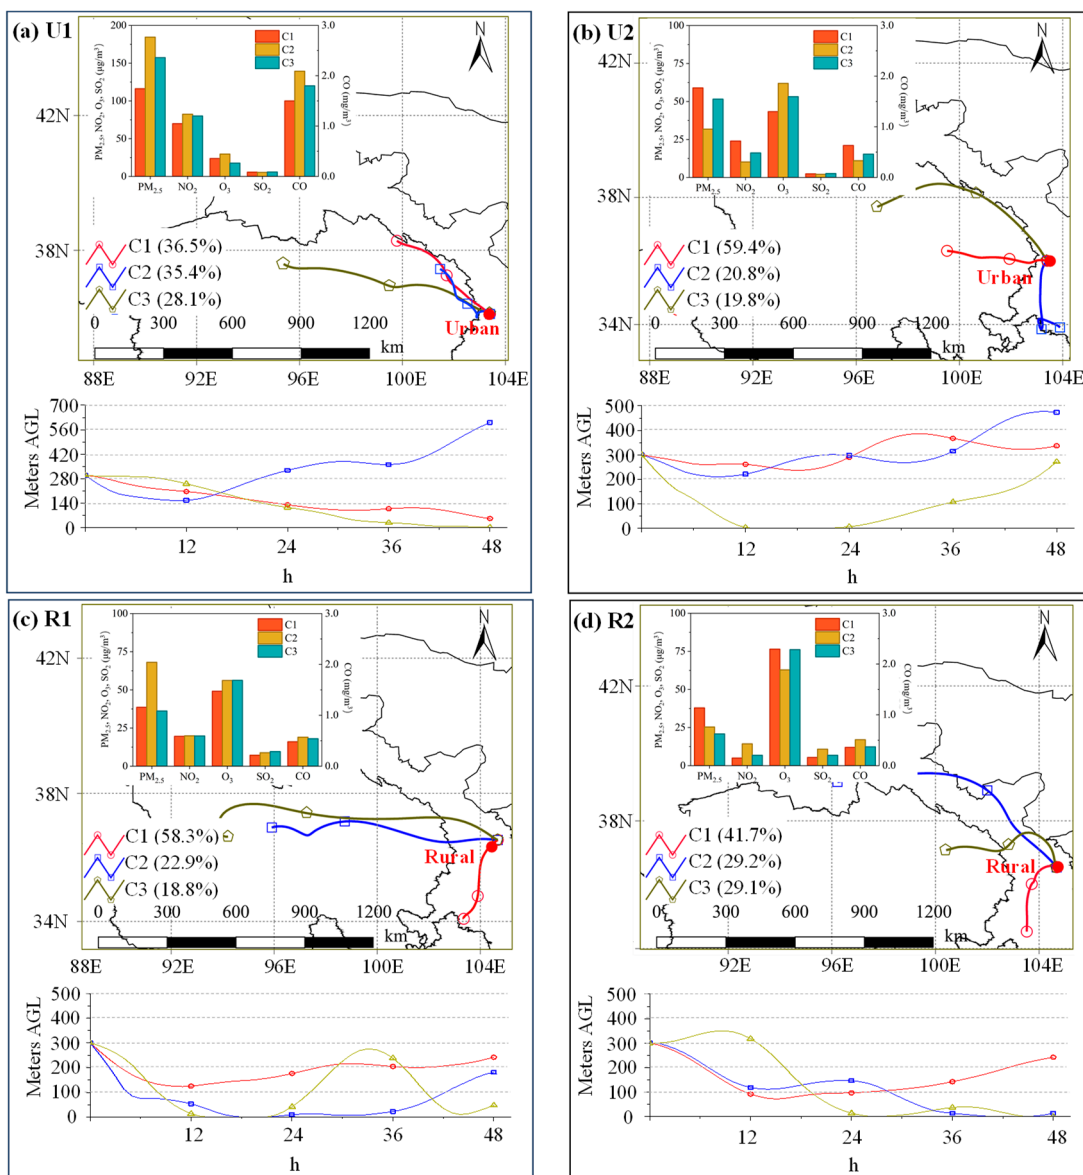 (a) U1
N
200
150
100
50
0
PM2.5, NO2, O3, SO2 (μg/m3)
C1
C2
C3
3.0
2.0
1.0
0.0
CO (mg/m3)
PM2.5 NO2 O3 SO2 CO
42N
38N
C1 (36.5%)
C2 (35.4%)
C3 (28.1%)
Urban
0 300 600 900 1200
km
88E 96E 100E 104E
Meters AGL
700
560
420
280
140
0
12 24 36 48
h
(b) U2
N
100
75
50
25
0
PM2.5, NO2, O3, SO2 (μg/m3)
C1
C2
C3
3.0
2.0
1.0
0.0
CO (mg/m3)
PM2.5 NO2 O3 SO2 CO
42N
38N
34N
C1 (59.4%)
C2 (20.8%)
C3 (19.8%)
Urban
0 300 600 900 1200
km
88E 96E 100E 104E
Meters AGL
500
400
300
200
100
0
12 24 36 48
h
(c) R1
N
100
75
50
25
0
PM2.5, NO2, O3, SO2 (μg/m3)
C1
C2
C3
3.0
2.0
1.0
0.0
CO (mg/m3)
PM2.5 NO2 O3 SO2 CO
42N
38N
34N
C1 (58.3%)
C2 (22.9%)
C3 (18.8%)
Rural
0 300 600 900 1200
km
88E 92E 96E 100E 104E
Meters AGL
500
400
300
200
100
0
12 24 36 48
h
(d) R2
N
100
75
50
25
0
PM2.5, NO2, O3, SO2 (μg/m3)
C1
C2
C3
3.0
2.0
1.0
0.0
CO (mg/m3)
PM2.5 NO2 O3 SO2 CO
42N
38N
C1 (41.7%)
C2 (29.2%)
C3 (29.1%)
Rural
0 300 600 900 1200
km
92E 96E 100E 104E
Meters AGL
500
400
300
200
100
0
12 24 36 48
h